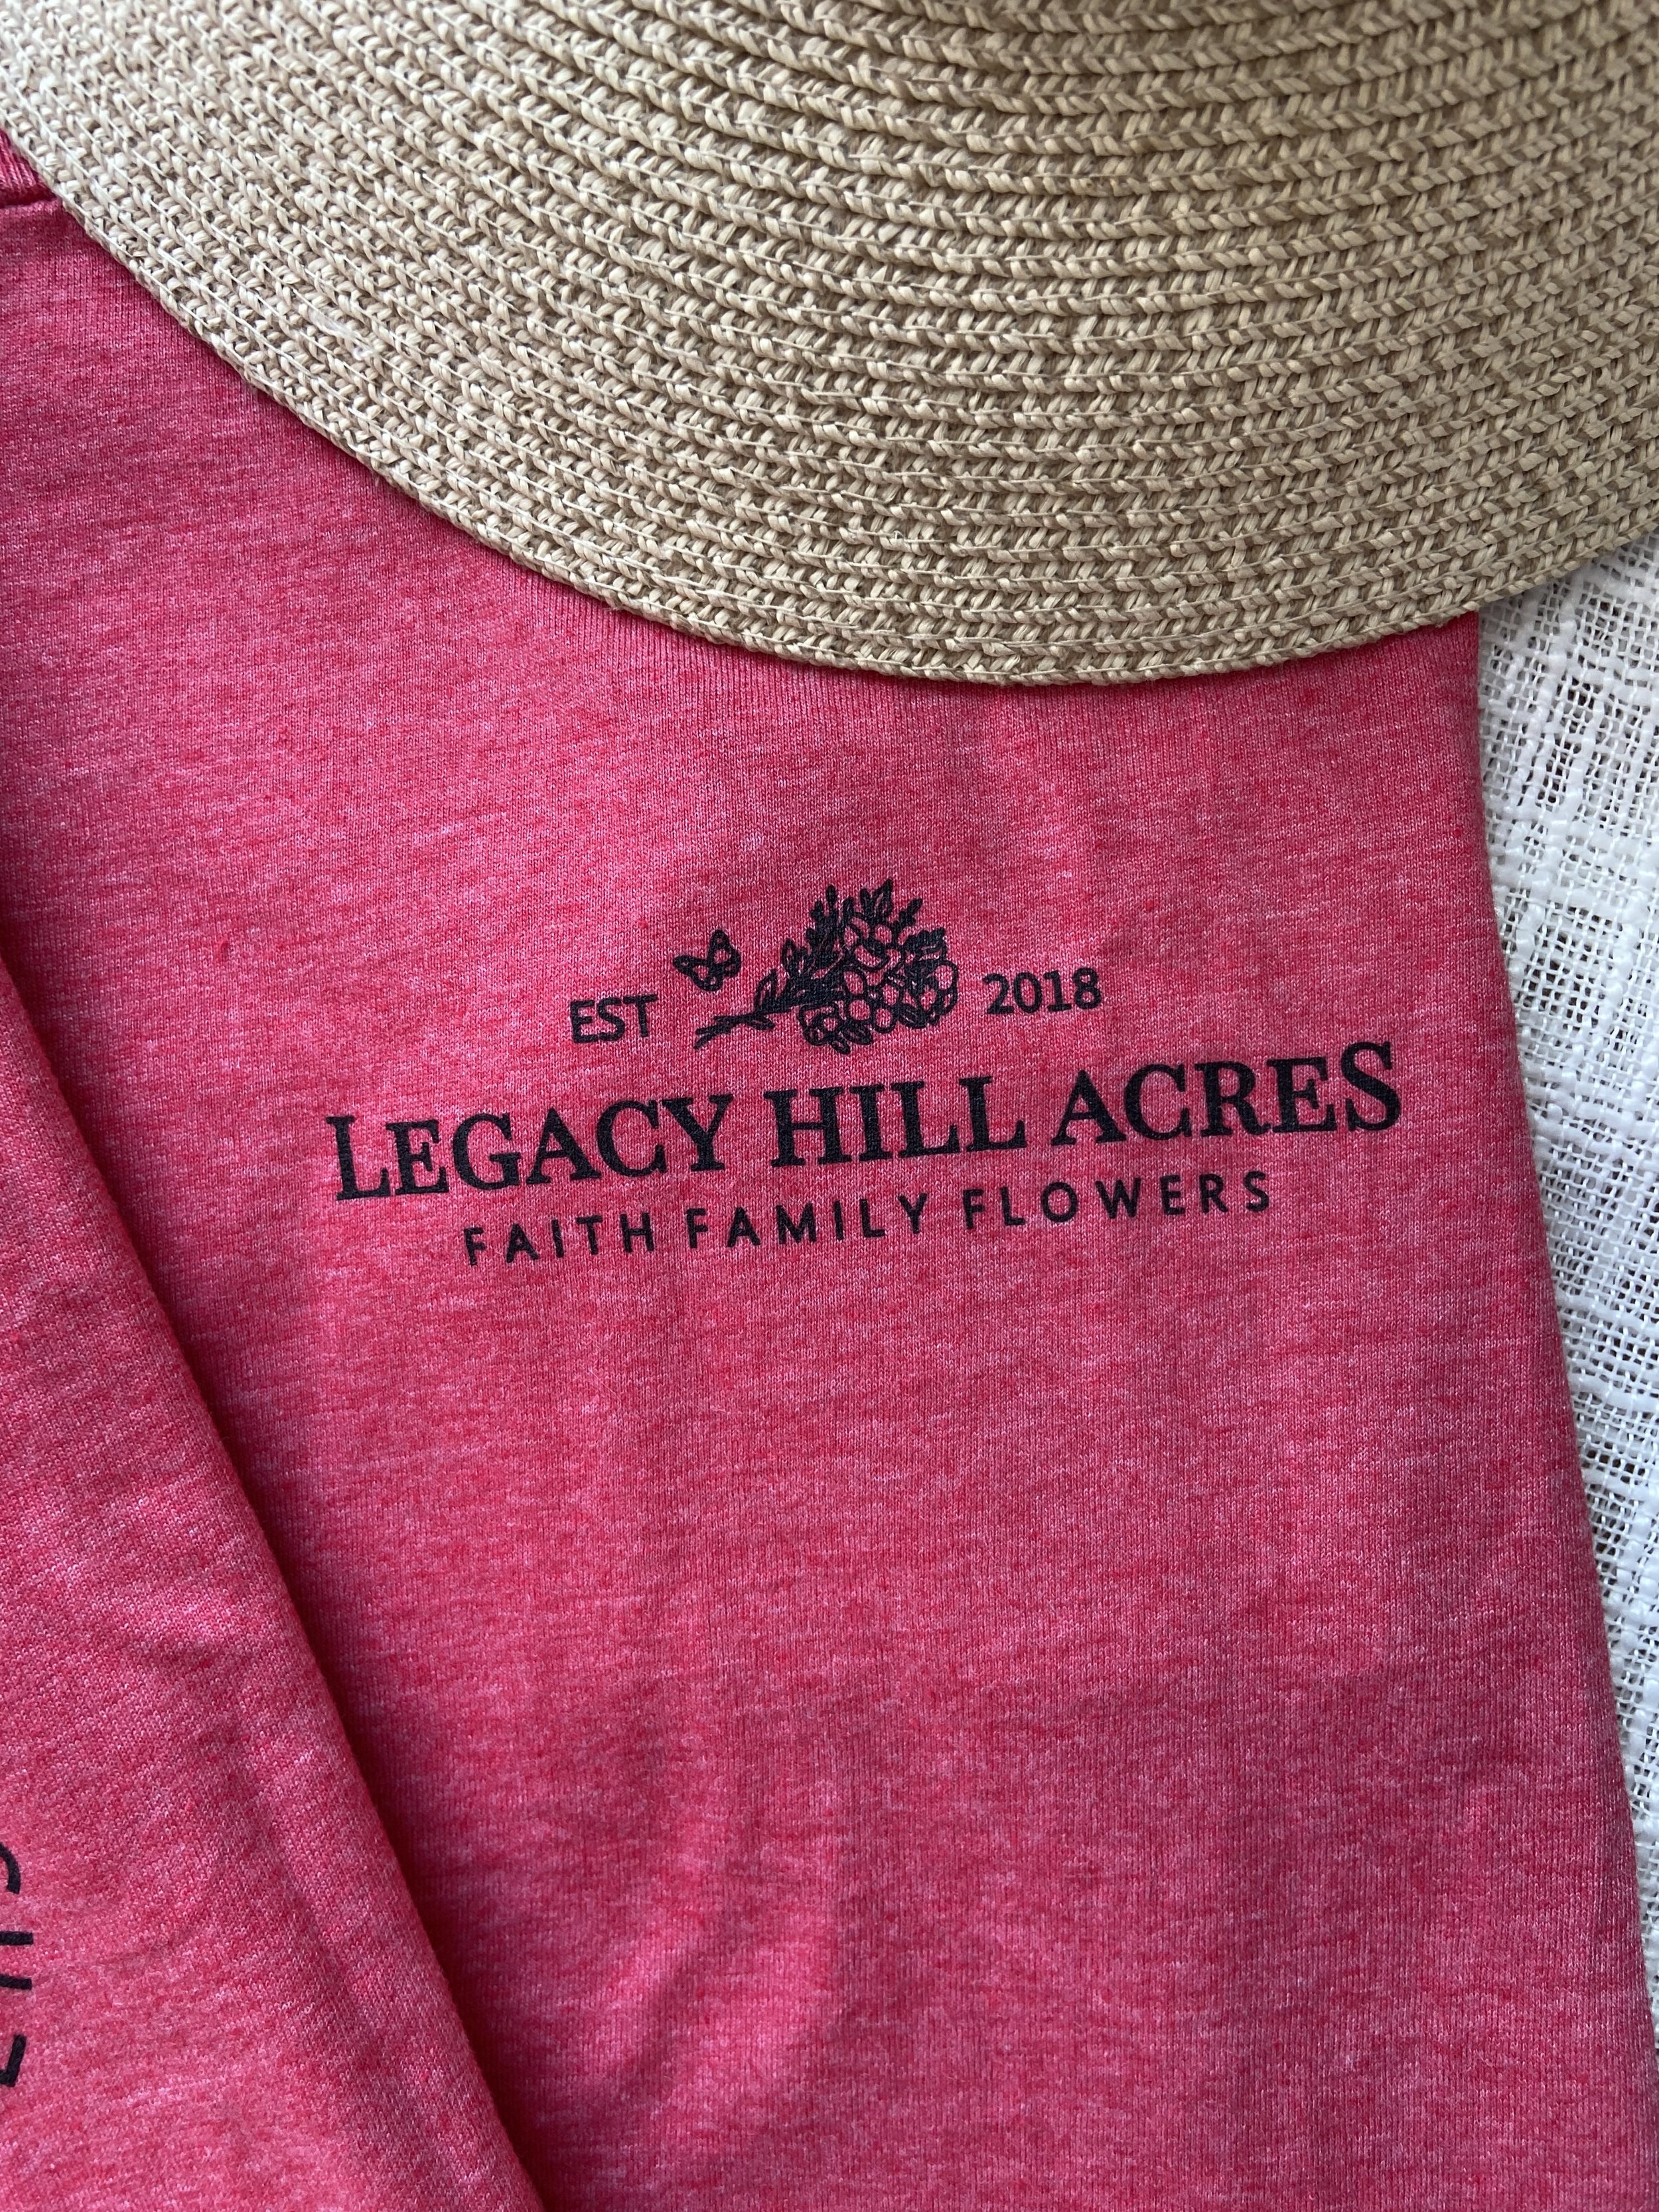 EST 2018
LEGACY HILL ACRES
FAITH FAMILY FLOWERS